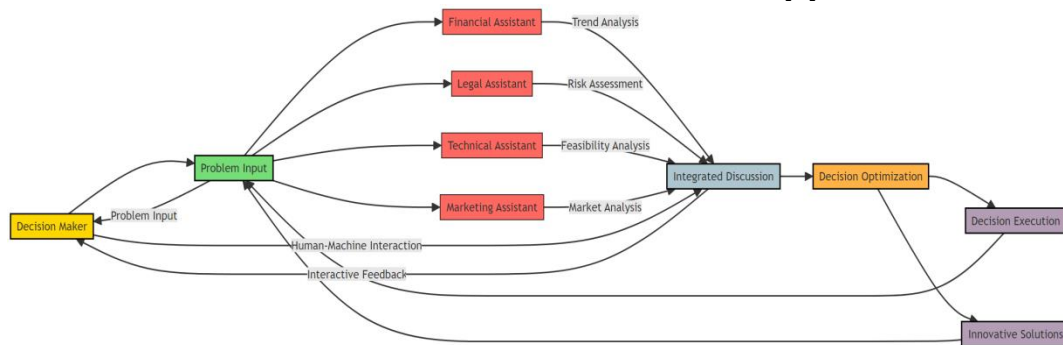 Financial Assistant
Trend Analysis
Legal Assistant
Risk Assessment
Technical Assistant
Feasibility Analysis
Problem Input
Integrated Discussion
Decision Optimization
Marketing Assistant
Market Analysis
Problem Input
Decision Maker
Decision Execution
Human-Machine Interaction
Interactive Feedback
Innovative Solutions